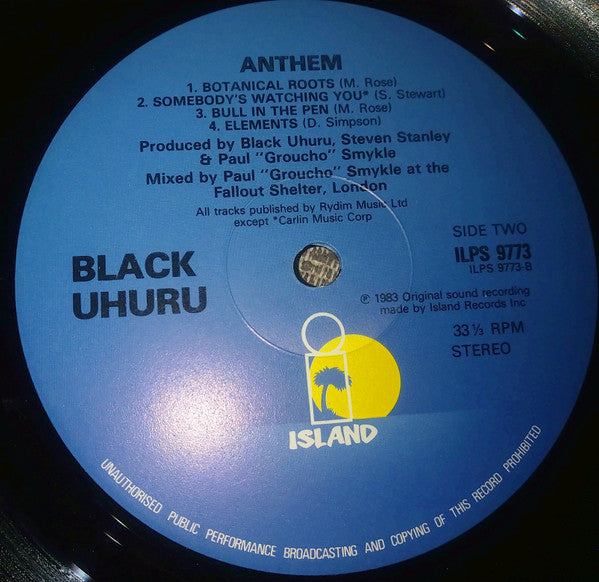 ANTHEM
1. BOTANICAL ROOTS (M. Rose)
2. SOMEBODY'S WATCHING YOU* (S. Stewart)
3. BULL IN THE PEN (M. Rose)
4. ELEMENTS (D. Simpson)
Produced by Black Uhuru, Steven Stanley
& Paul "Groucho" Smykle
Mixed by Paul "Groucho" Smykle at the
Fallout Shelter, London
All tracks published by Rydim Music Ltd
except *Carlin Music Corp
BLACK
UHURU
SIDE TWO
ILPS 9773
ILPS 9773-B
℗ 1983 Original sound recording
made by Island Records Inc
33⅓ RPM
STEREO
ISLAND
UNAUTHORISED PUBLIC PERFORMANCE BROADCASTING AND COPYING OF THIS RECORD PROHIBITED